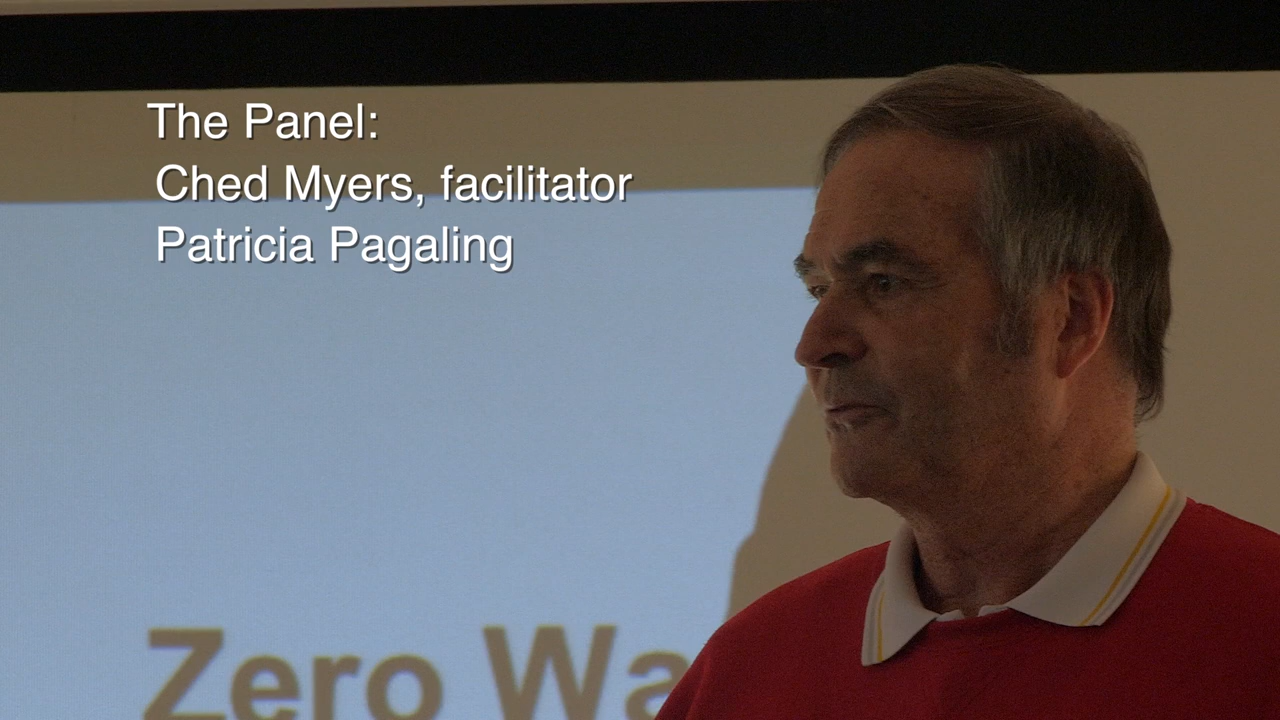 The Panel:
Ched Myers, facilitator
Patricia Pagaling
Zero Wa